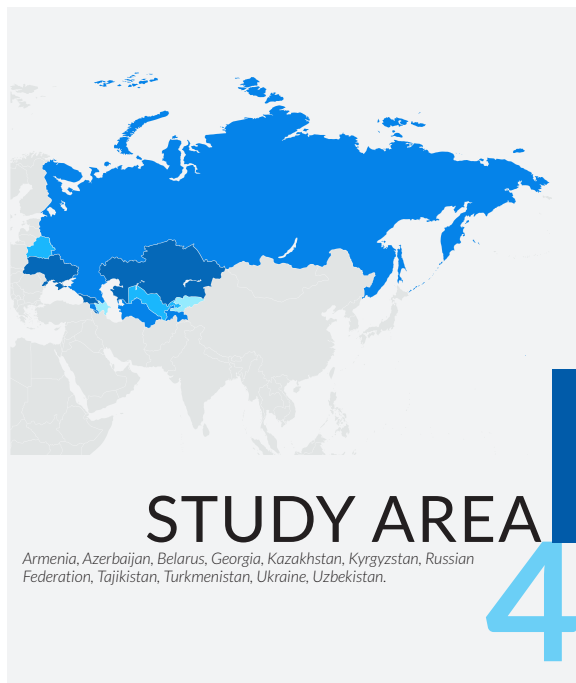 STUDY AREA
Armenia, Azerbaijan, Belarus, Georgia, Kazakhstan, Kyrgyzstan, Russian
Federation, Tajikistan, Turkmenistan, Ukraine, Uzbekistan.
4